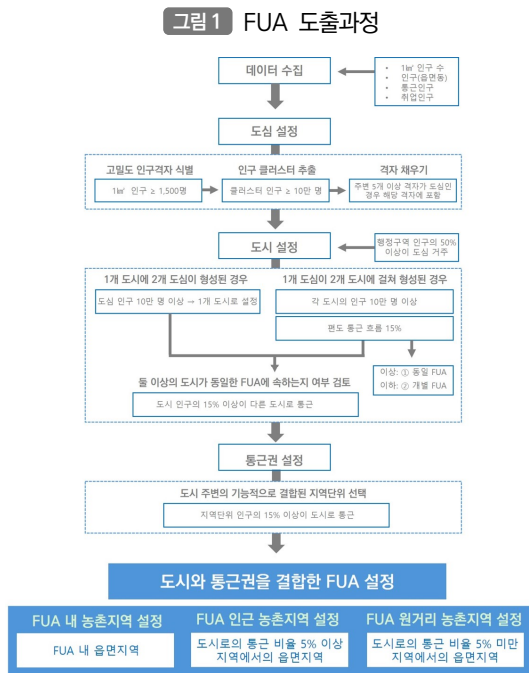 그림 1 FUA 도출과정
데이터 수집
• 1㎢ 인구 수
• 인구(읍면동)
• 통근인구
• 취업인구
도심 설정
고밀도 인구격자 식별
1㎢ 인구 ≥ 1,500명
인구 클러스터 추출
클러스터 인구 ≥ 10만 명
격자 채우기
주변 5개 이상 격자가 도심인
경우 해당 격자에 포함
도시 설정
행정구역 인구의 50%
이상이 도심 거주
1개 도시에 2개 도심이 형성된 경우
도심 인구 10만 명 이상 → 1개 도시로 설정
1개 도심이 2개 도시에 걸쳐 형성된 경우
각 도시의 인구 10만 명 이상
편도 통근 흐름 15%
이상: ① 동일 FUA
이하: ② 개별 FUA
둘 이상의 도시가 동일한 FUA에 속하는지 여부 검토
도시 인구의 15% 이상이 다른 도시로 통근
통근권 설정
도시 주변의 기능적으로 결합된 지역단위 선택
지역단위 인구의 15% 이상이 도시로 통근
도시와 통근권을 결합한 FUA 설정
FUA 내 농촌지역 설정
FUA 내 읍면지역
FUA 인근 농촌지역 설정
도시로의 통근 비율 5% 이상
지역에서의 읍면지역
FUA 원거리 농촌지역 설정
도시로의 통근 비율 5% 미만
지역에서의 읍면지역